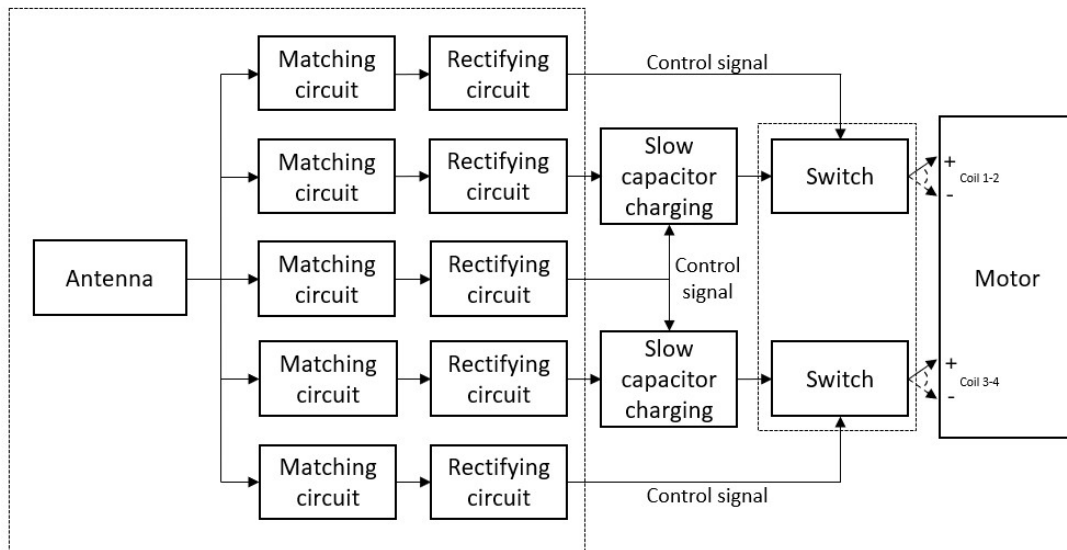 Matching
circuit
Rectifying
circuit
Control signal
Matching
circuit
Rectifying
circuit
Slow
capacitor
charging
Switch
+
Coil 1-2
-
Antenna
Matching
circuit
Rectifying
circuit
Control
signal
Motor
Matching
circuit
Rectifying
circuit
Slow
capacitor
charging
Switch
+
Coil 3-4
-
Matching
circuit
Rectifying
circuit
Control signal